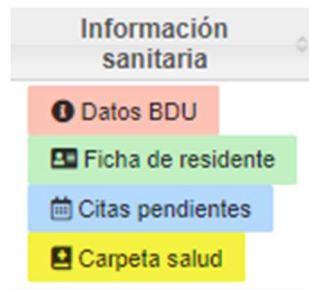 Información
sanitaria
Datos BDU
Ficha de residente
Citas pendientes
Carpeta salud